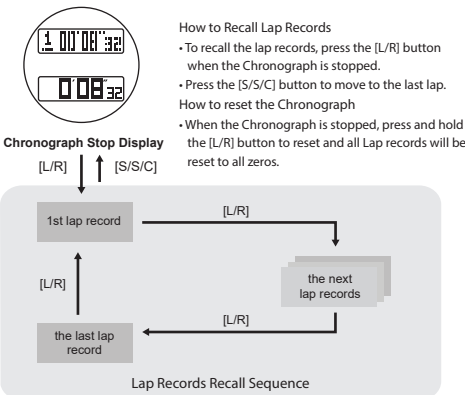 1 0'08"32
0'08 32
How to Recall Lap Records
• To recall the lap records, press the [L/R] button
when the Chronograph is stopped.
• Press the [S/S/C] button to move to the last lap.
How to reset the Chronograph
• When the Chronograph is stopped, press and hold
the [L/R] button to reset and all Lap records will be
reset to all zeros.
Chronograph Stop Display
[L/R] [S/S/C]
1st lap record
[L/R]
the next
lap records
[L/R]
the last lap
record
[L/R]
Lap Records Recall Sequence